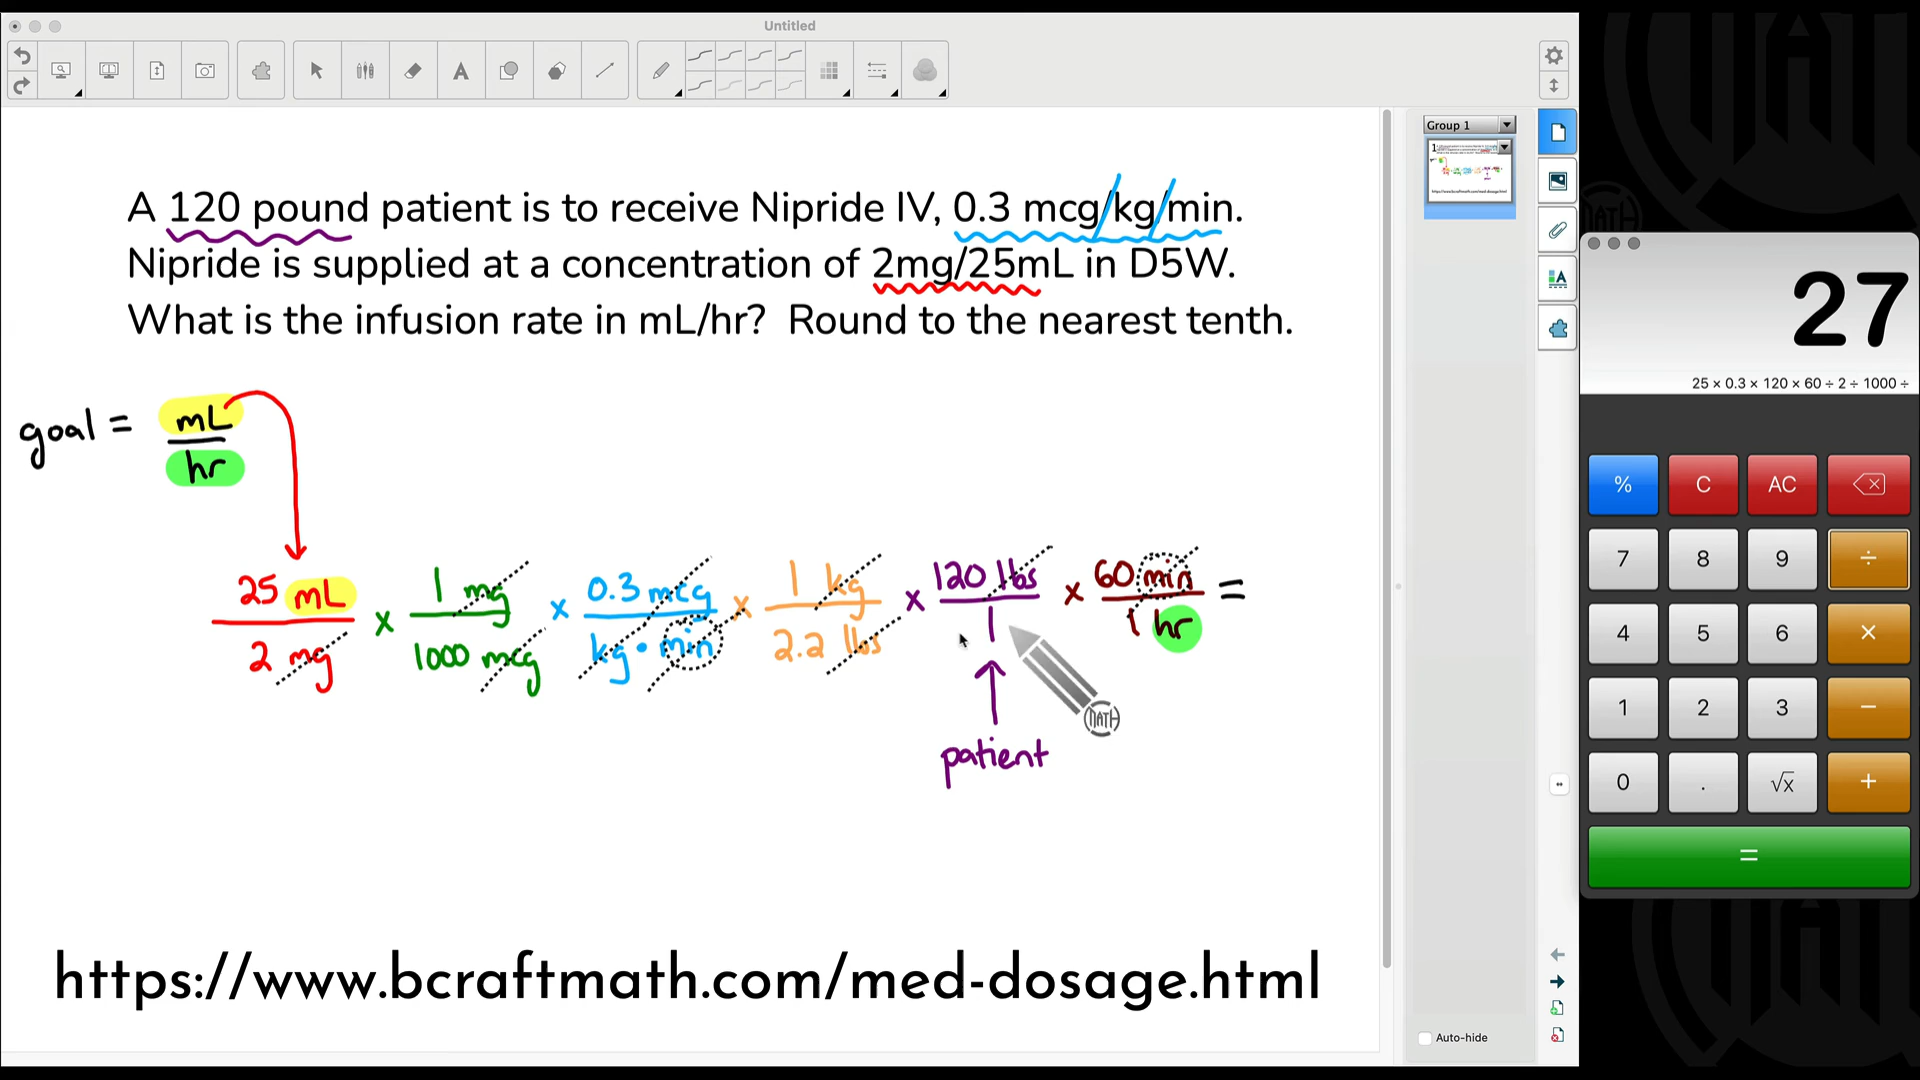 Untitled
Group 1
A 120 pound patient is to receive Nipride IV, 0.3 mcg/kg/min.
Nipride is supplied at a concentration of 2mg/25mL in D5W.
What is the infusion rate in mL/hr? Round to the nearest tenth.
27
25 × 0.3 × 120 × 60 ÷ 2 ÷ 1000 ÷
goal = mL
hr
25 mL × 1 mg × 0.3 mcg × 1 kg × 120 lbs × 60 min =
2 mg 1000 mcg kg · min 2.2 lbs 1 1 hr
MATH
patient
% C AC
7 8 9 ÷
4 5 6 ×
1 2 3 −
0 . √x +
=
https://www.bcraftmath.com/med-dosage.html
Auto-hide